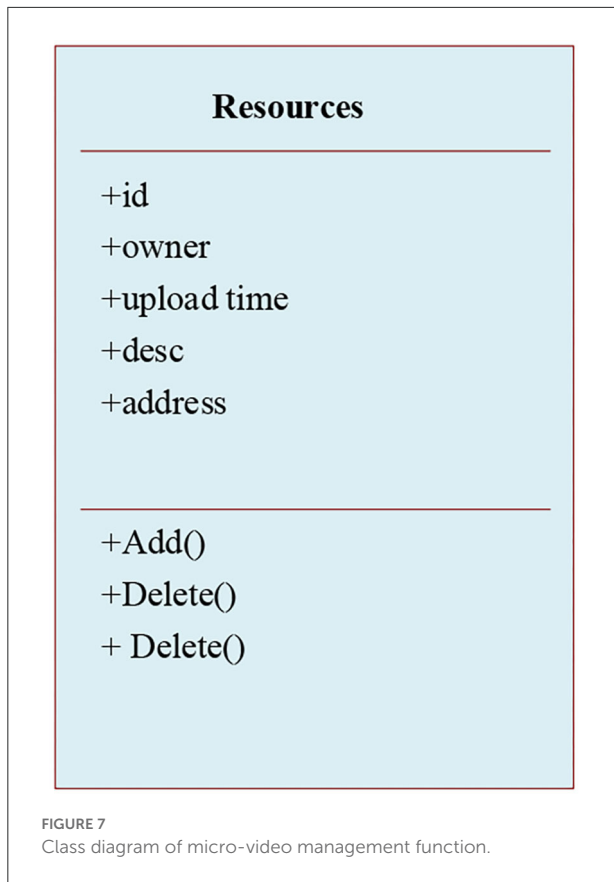 Resources
+id
+owner
+upload time
+desc
+address
+Add()
+Delete()
+ Delete()
FIGURE 7
Class diagram of micro-video management function.